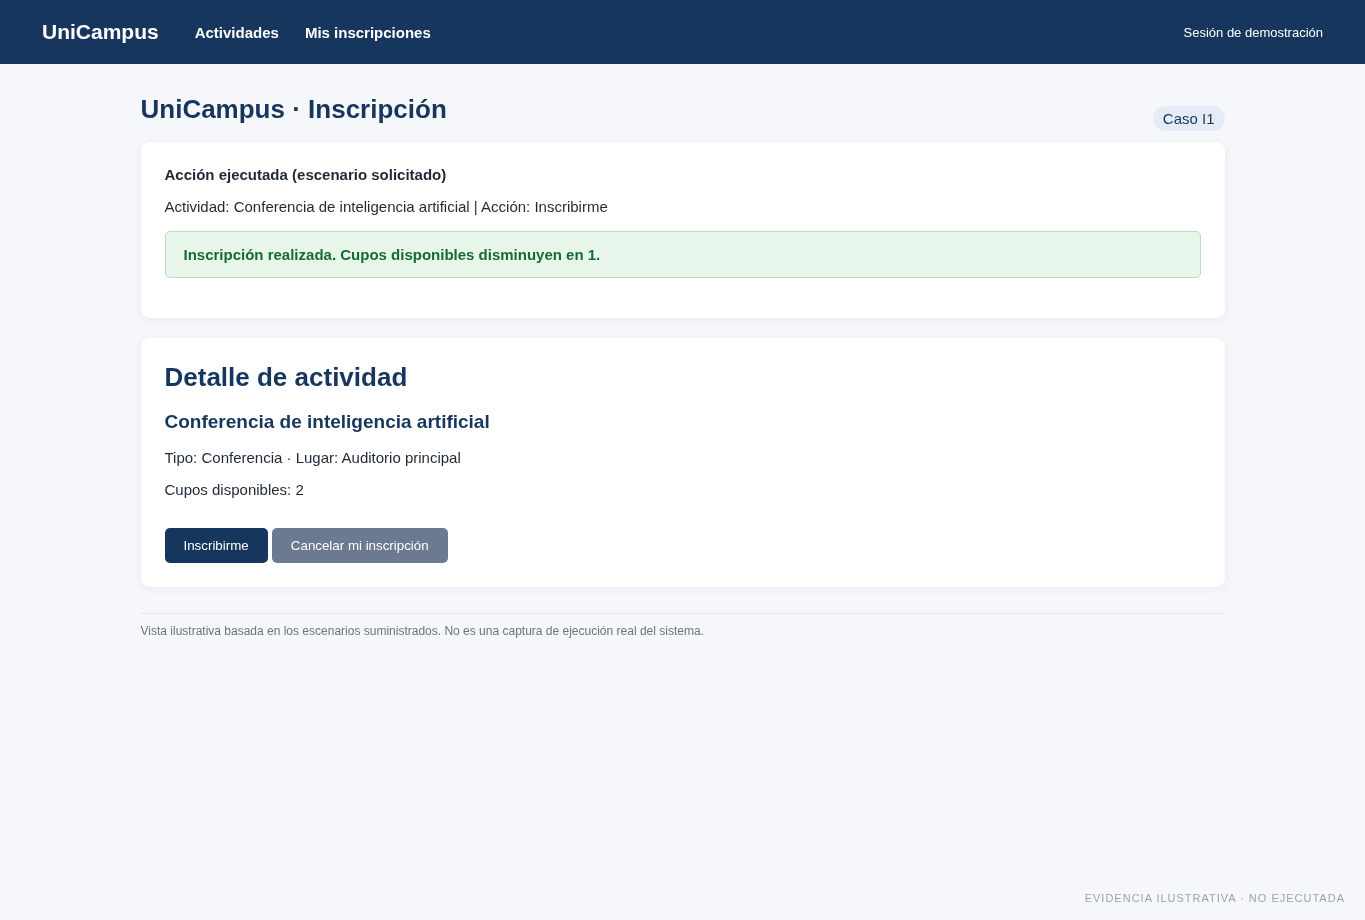 UniCampus Actividades Mis inscripciones Sesión de demostración
UniCampus · Inscripción
Caso I1
Acción ejecutada (escenario solicitado)
Actividad: Conferencia de inteligencia artificial | Acción: Inscribirme
Inscripción realizada. Cupos disponibles disminuyen en 1.
Detalle de actividad
Conferencia de inteligencia artificial
Tipo: Conferencia · Lugar: Auditorio principal
Cupos disponibles: 2
Inscribirme Cancelar mi inscripción
Vista ilustrativa basada en los escenarios suministrados. No es una captura de ejecución real del sistema.
EVIDENCIA ILUSTRATIVA · NO EJECUTADA